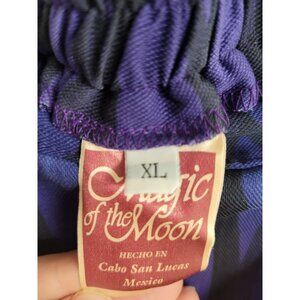 XL
Magic
of the Moon
HECHO EN
Cabo San Lucas
Mexico